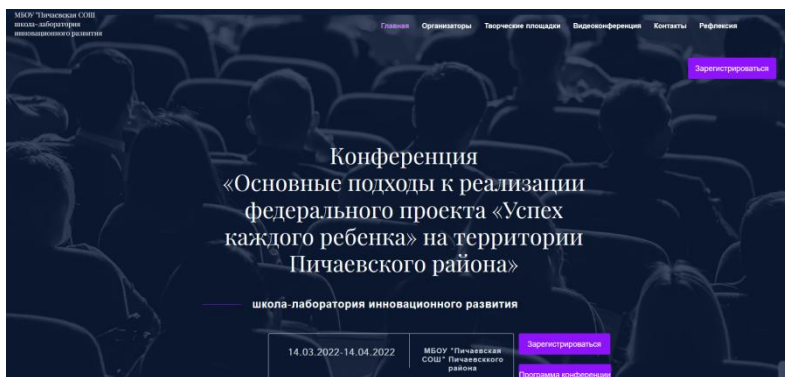 МБОУ "Пичаевская СОШ
школа-лаборатория
инновационного развития
Главная Организаторы Творческие площадки Видеоконференция Контакты Рефлексия
Зарегистрироваться
Конференция
«Основные подходы к реализации
федерального проекта «Успех
каждого ребенка» на территории
Пичаевского района»
школа-лаборатория инновационного развития
14.03.2022-14.04.2022
МБОУ "Пичаевская
СОШ" Пичаевсккого
района
Зарегистрироваться
Программа конференции